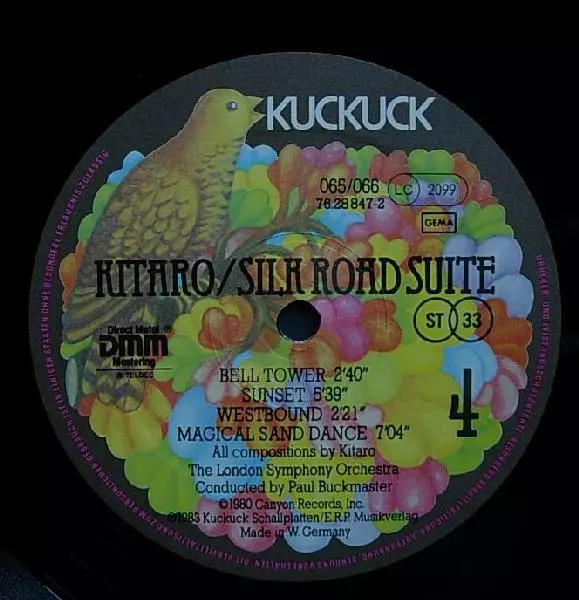 KUCKUCK
065/066
76.28 847-2
LC 2099
GEMA
KITARO/SILK ROAD SUITE
Direct Metal ®
DMM
Mastering
ST 33
BELL TOWER 2'40"
SUNSET 5'39"
WESTBOUND 2'21"
MAGICAL SAND DANCE 7'04"
4
All compositions by Kitaro
The London Symphony Orchestra
Conducted by Paul Buckmaster
℗1980 Canyon Records, Inc.
℗1983 Kuckuck Schallplatten/E.R.P. Musikverlag
Made in W. Germany